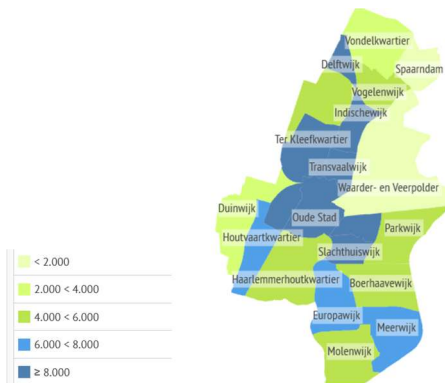 Vondelkwartier
Delftwijk
Spaarndam
Vogelenwijk
Indischewijk
Ter Kleefkwartier
Transvaalwijk
Waarder- en Veerpolder
Duinwijk
Oude Stad
Parkwijk
Houtvaartkwartier
Slachthuiswijk
Haarlemmerhoutkwartier
Boerhaavewijk
Europawijk
Meerwijk
Molenwijk
< 2.000
2.000 < 4.000
4.000 < 6.000
6.000 < 8.000
≥ 8.000